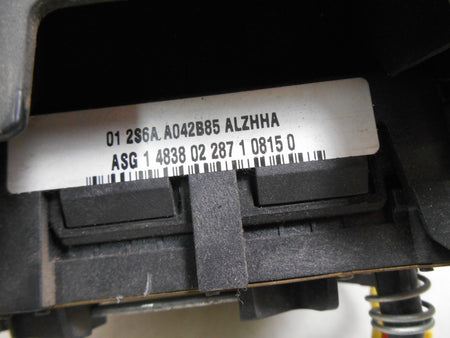 01 2S6A A042B85 ALZHHA
ASG 1 4838 02 287 1 0815 0